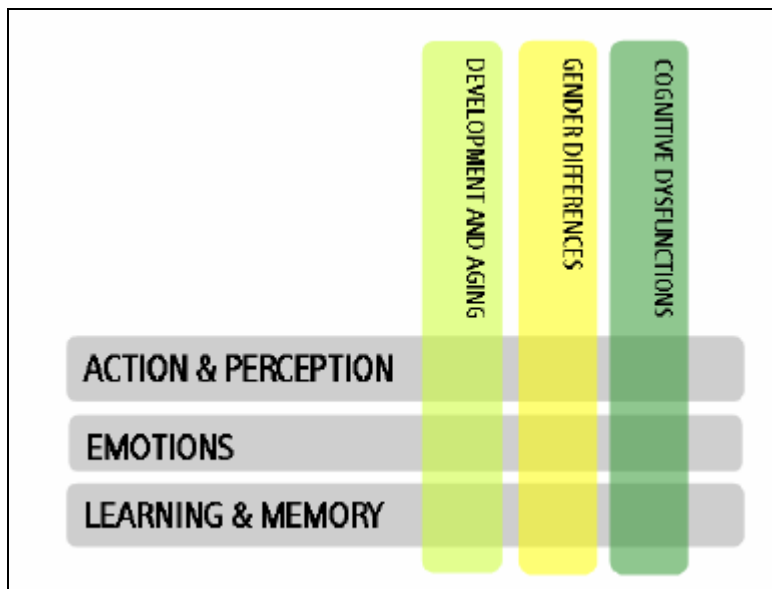 DEVELOPMENT AND AGING
GENDER DIFFERENCES
COGNITIVE DYSFUNCTIONS
ACTION & PERCEPTION
EMOTIONS
LEARNING & MEMORY